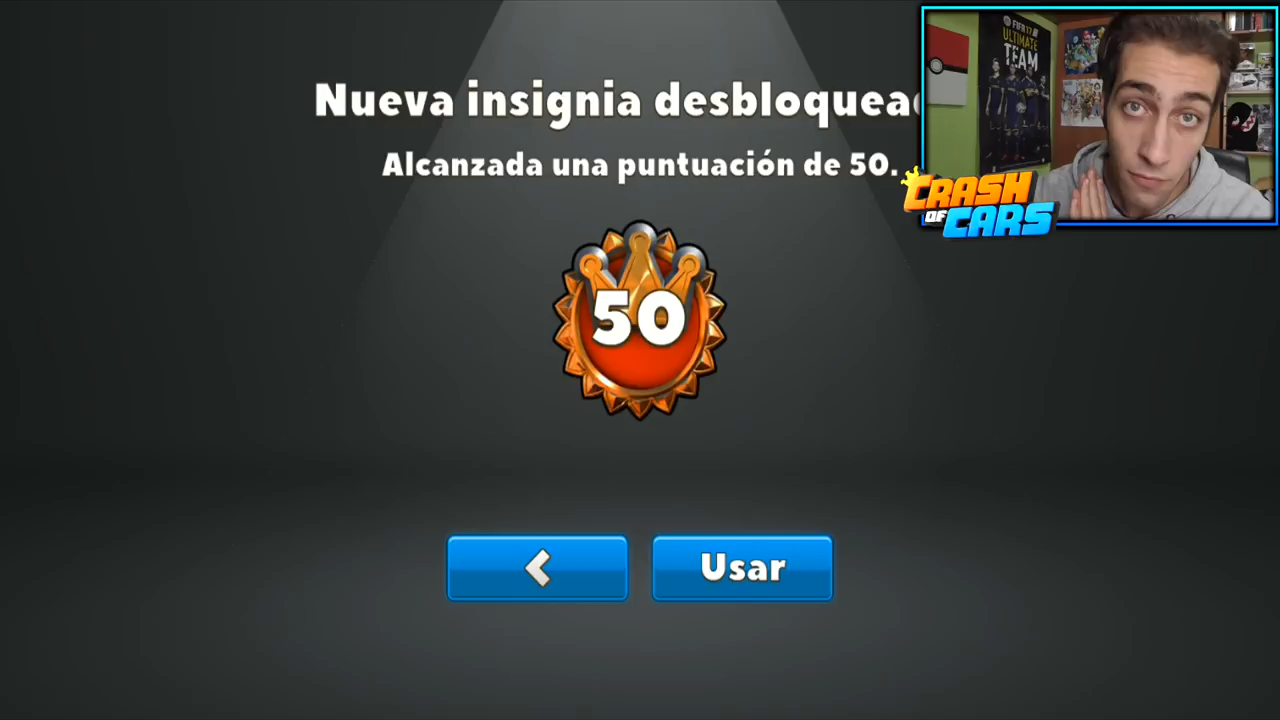 Nueva insignia desbloquea
Alcanzada una puntuación de 50.
50
Usar
FIFA 17
ULTIMATE
TEAM
CRASH
OF
CARS